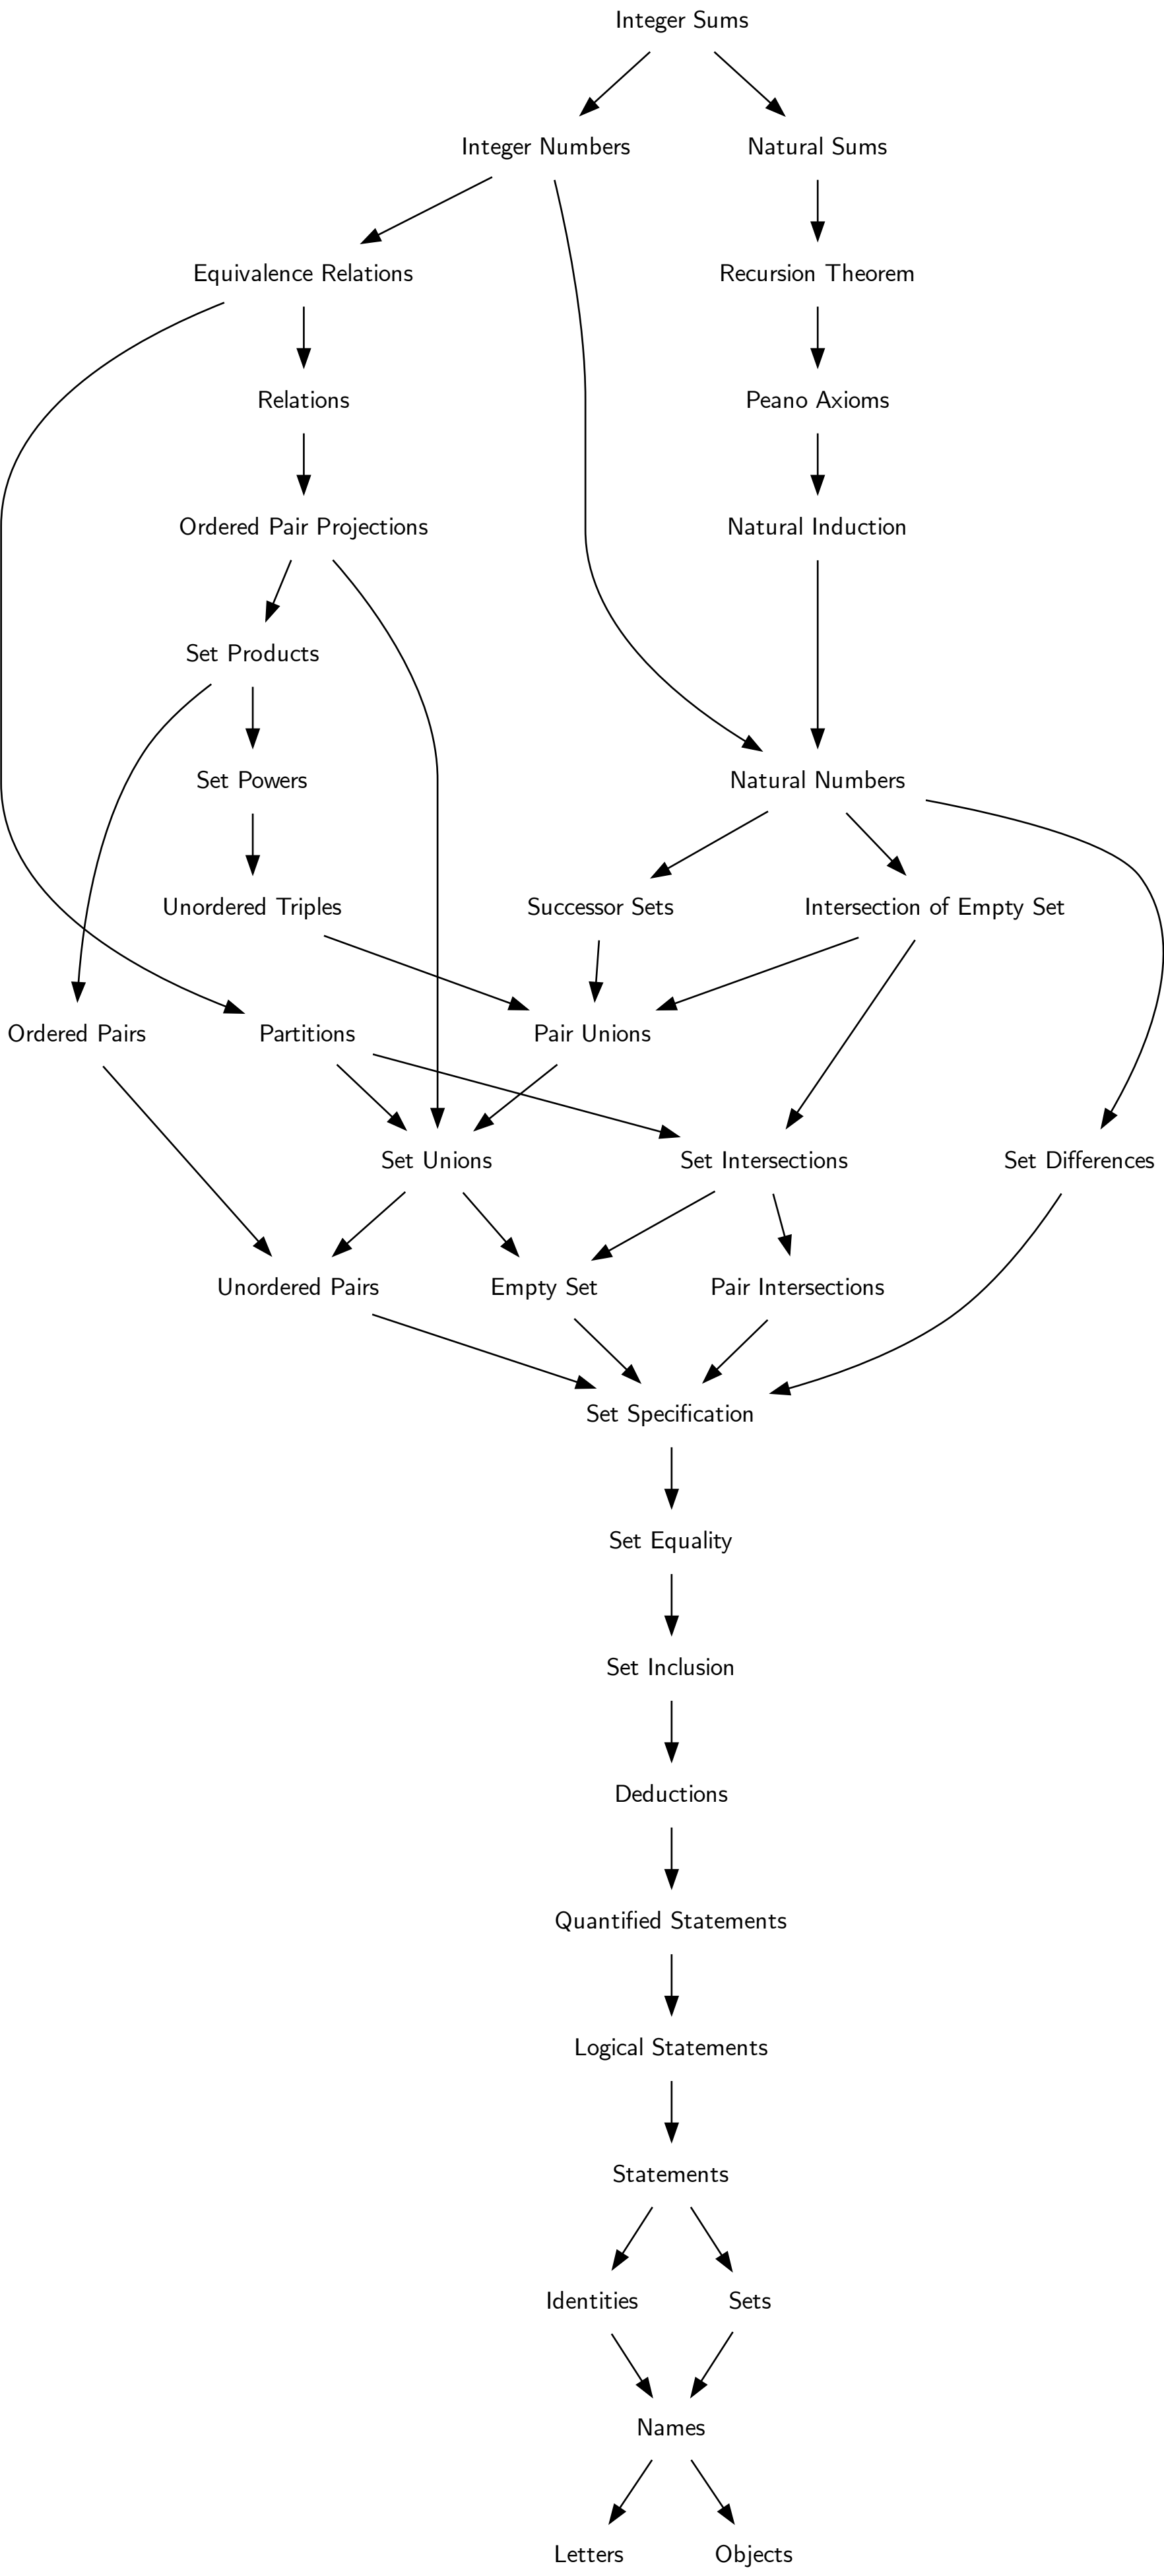 Integer Sums
Integer Numbers
Natural Sums
Equivalence Relations
Recursion Theorem
Relations
Peano Axioms
Ordered Pair Projections
Natural Induction
Set Products
Set Powers
Natural Numbers
Unordered Triples
Successor Sets
Intersection of Empty Set
Ordered Pairs
Partitions
Pair Unions
Set Unions
Set Intersections
Set Differences
Unordered Pairs
Empty Set
Pair Intersections
Set Specification
Set Equality
Set Inclusion
Deductions
Quantified Statements
Logical Statements
Statements
Identities
Sets
Names
Letters
Objects